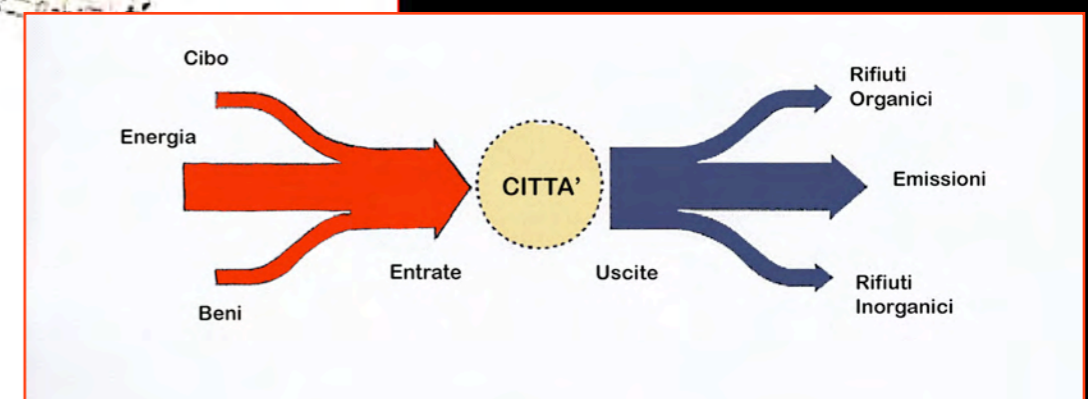 Cibo
Energia
Beni
Entrate
CITTA'
Uscite
Rifiuti
Organici
Emissioni
Rifiuti
Inorganici